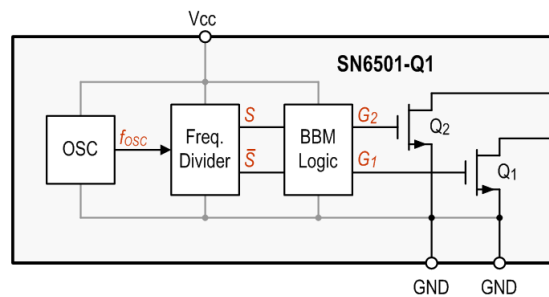 Vcc
SN6501-Q1
OSC
fOSC
Freq.
Divider
S
S̅
BBM
Logic
G2
G1
Q2
Q1
GND
GND